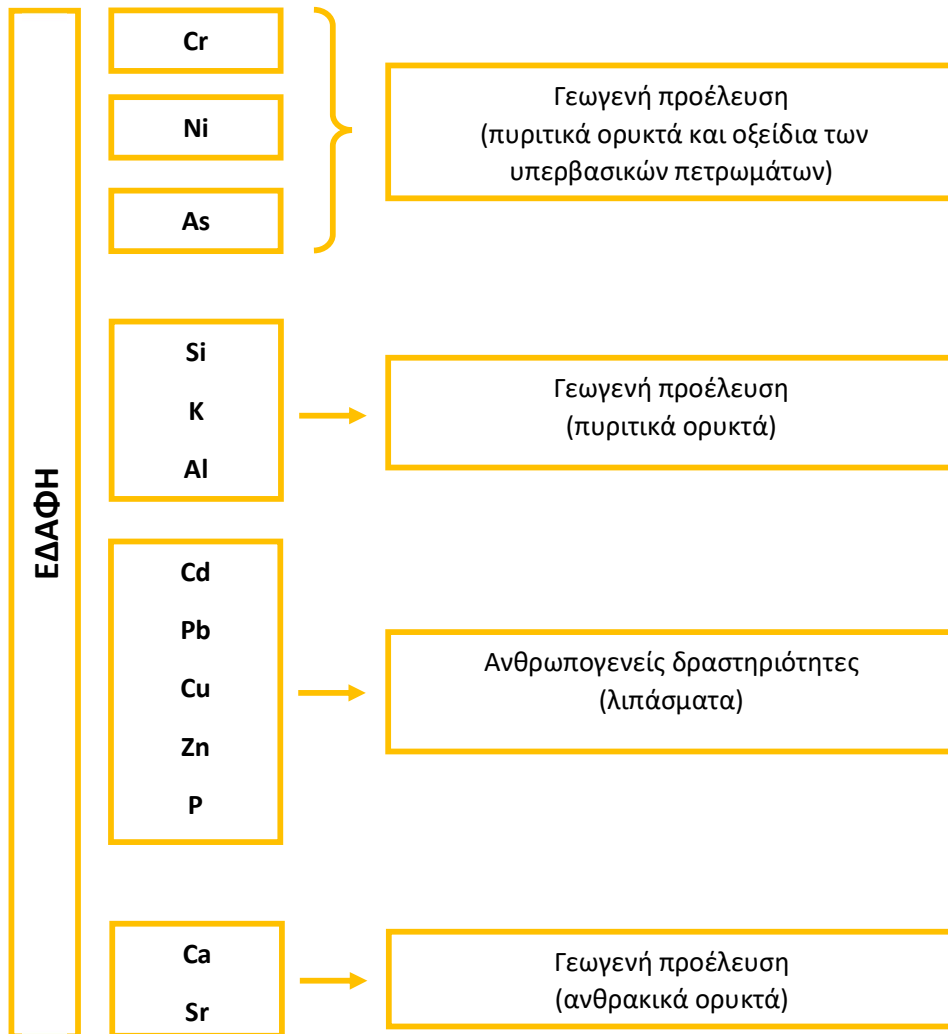 ΕΔΑΦΗ
Cr
Ni
As
Γεωγενή προέλευση
(πυριτικά ορυκτά και οξείδια των
υπερβασικών πετρωμάτων)
Si
K
Al
Γεωγενή προέλευση
(πυριτικά ορυκτά)
Cd
Pb
Cu
Zn
P
Ανθρωπογενείς δραστηριότητες
(λιπάσματα)
Ca
Sr
Γεωγενή προέλευση
(ανθρακικά ορυκτά)